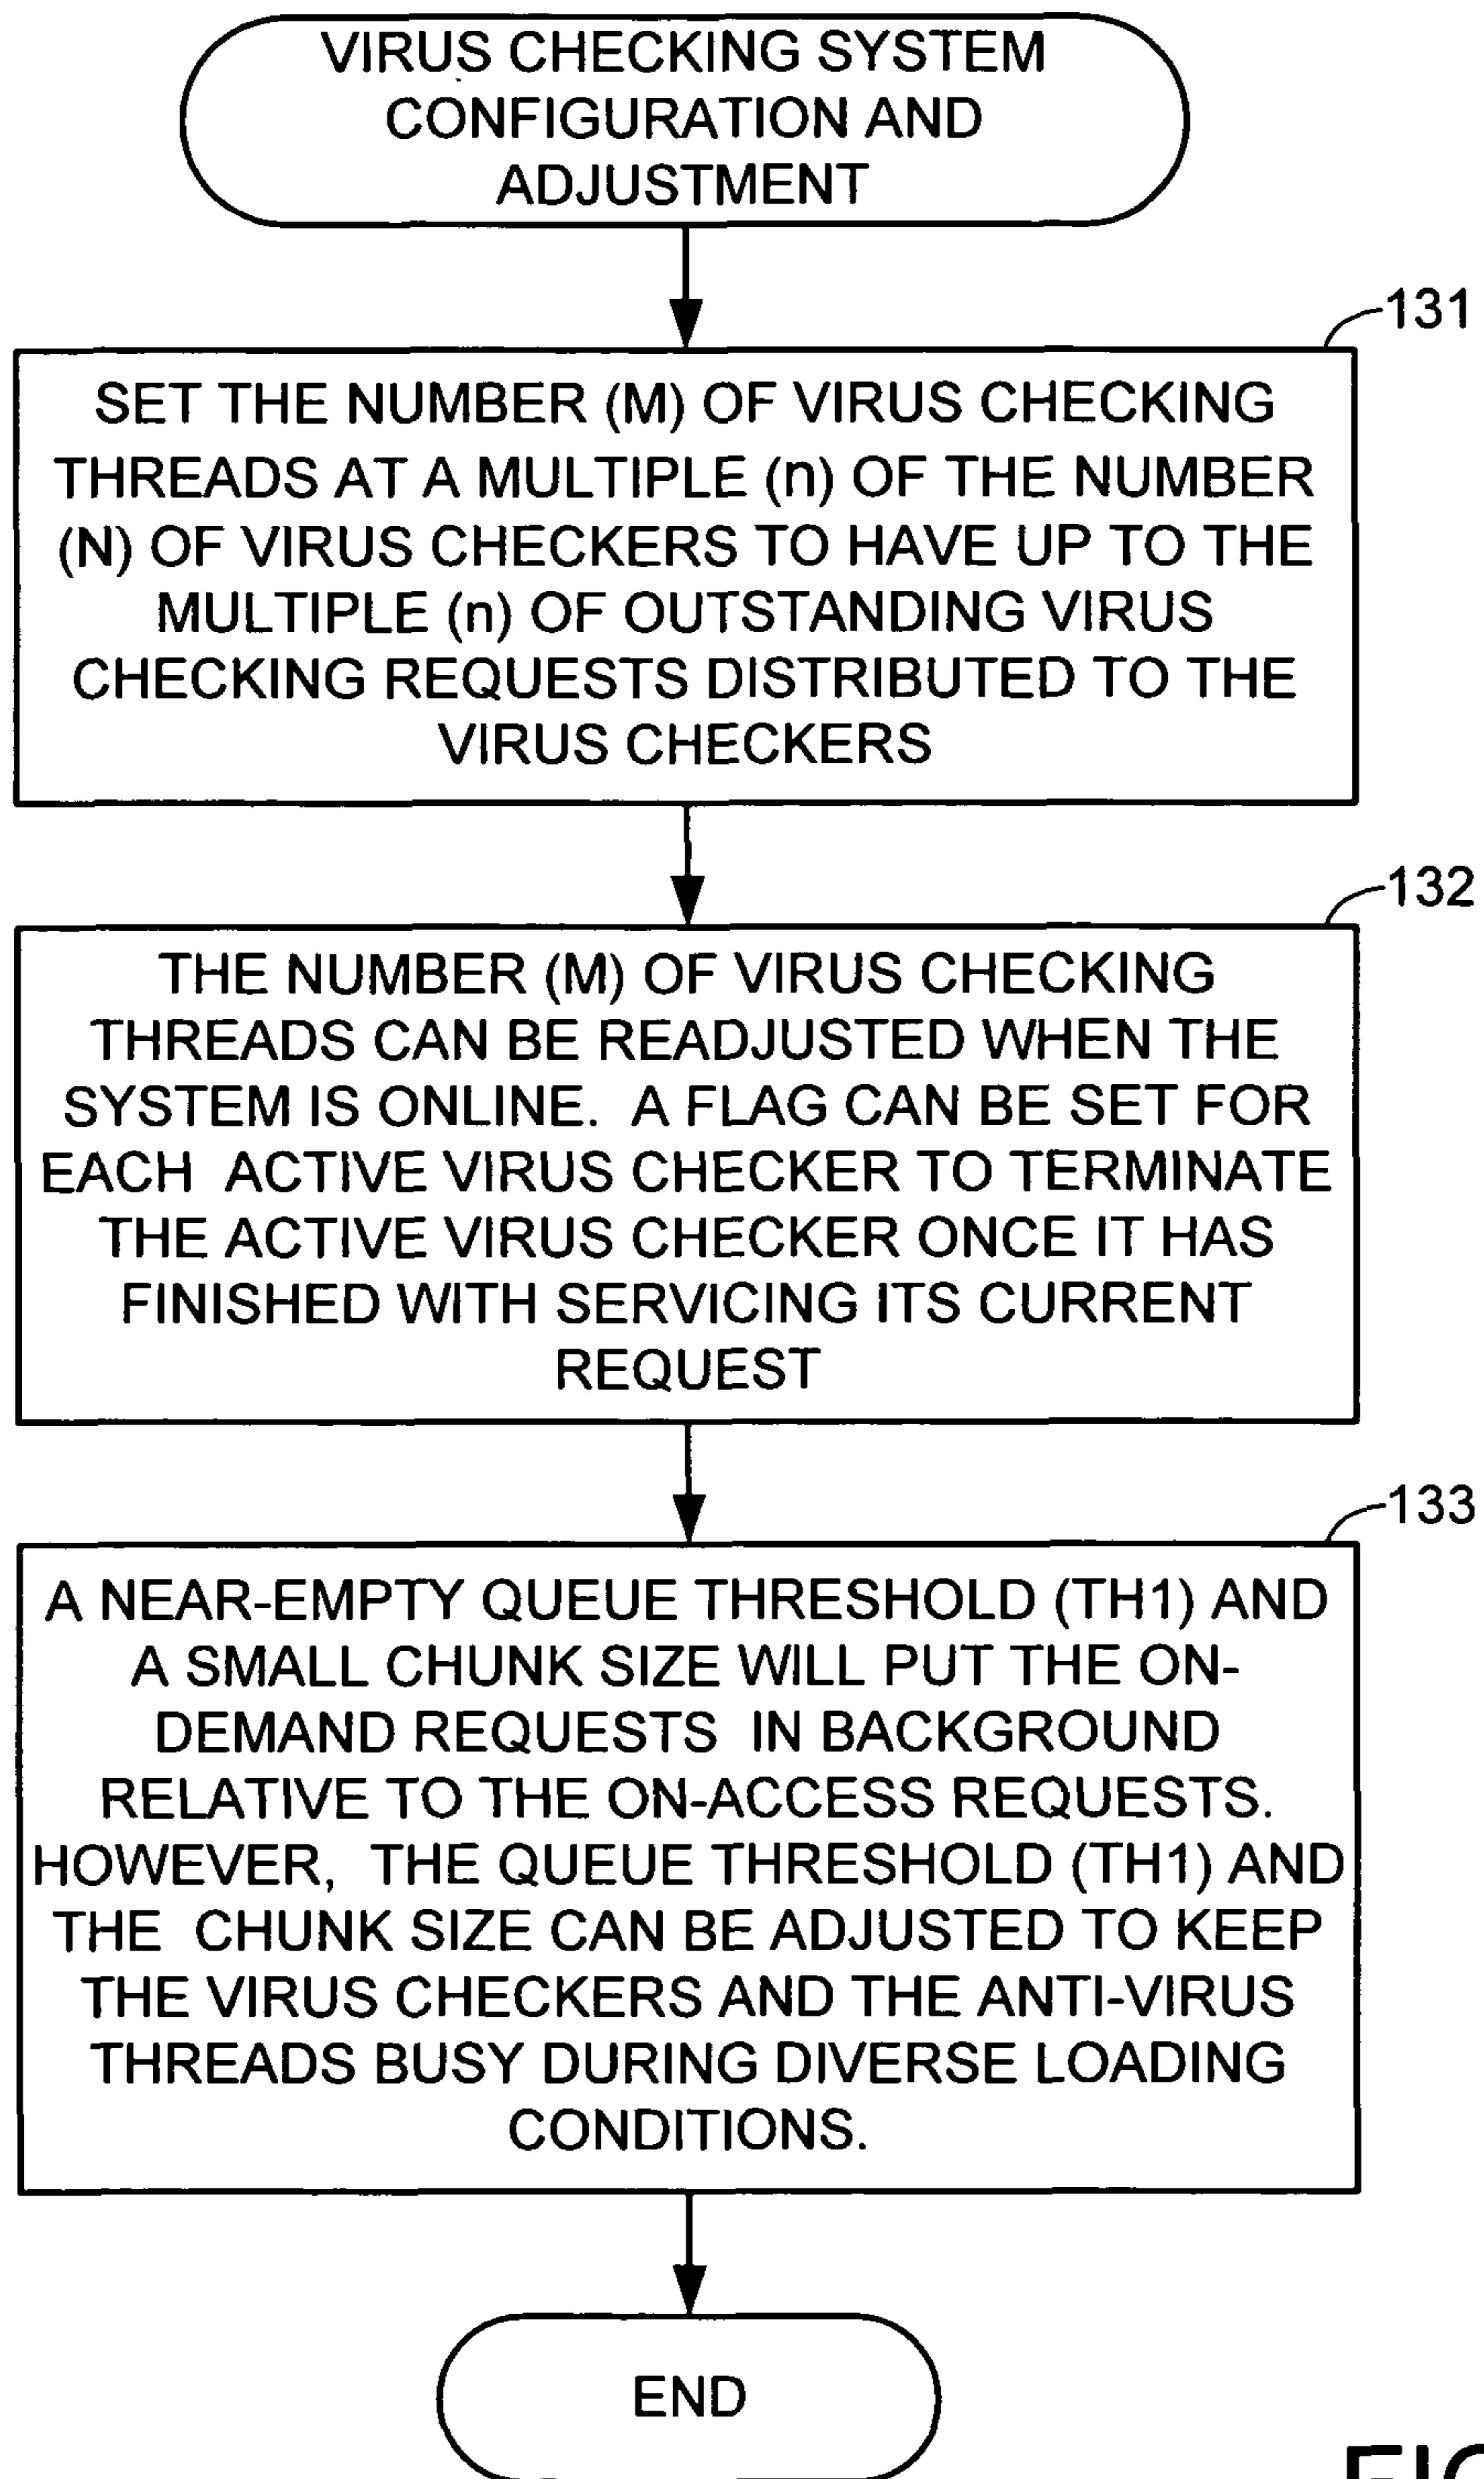 VIRUS CHECKING SYSTEM
CONFIGURATION AND
ADJUSTMENT
131
SET THE NUMBER (M) OF VIRUS CHECKING
THREADS AT A MULTIPLE (n) OF THE NUMBER
(N) OF VIRUS CHECKERS TO HAVE UP TO THE
MULTIPLE (n) OF OUTSTANDING VIRUS
CHECKING REQUESTS DISTRIBUTED TO THE
VIRUS CHECKERS
132
THE NUMBER (M) OF VIRUS CHECKING
THREADS CAN BE READJUSTED WHEN THE
SYSTEM IS ONLINE. A FLAG CAN BE SET FOR
EACH ACTIVE VIRUS CHECKER TO TERMINATE
THE ACTIVE VIRUS CHECKER ONCE IT HAS
FINISHED WITH SERVICING ITS CURRENT
REQUEST
133
A NEAR-EMPTY QUEUE THRESHOLD (TH1) AND
A SMALL CHUNK SIZE WILL PUT THE ON-
DEMAND REQUESTS IN BACKGROUND
RELATIVE TO THE ON-ACCESS REQUESTS.
HOWEVER, THE QUEUE THRESHOLD (TH1) AND
THE CHUNK SIZE CAN BE ADJUSTED TO KEEP
THE VIRUS CHECKERS AND THE ANTI-VIRUS
THREADS BUSY DURING DIVERSE LOADING
CONDITIONS.
END